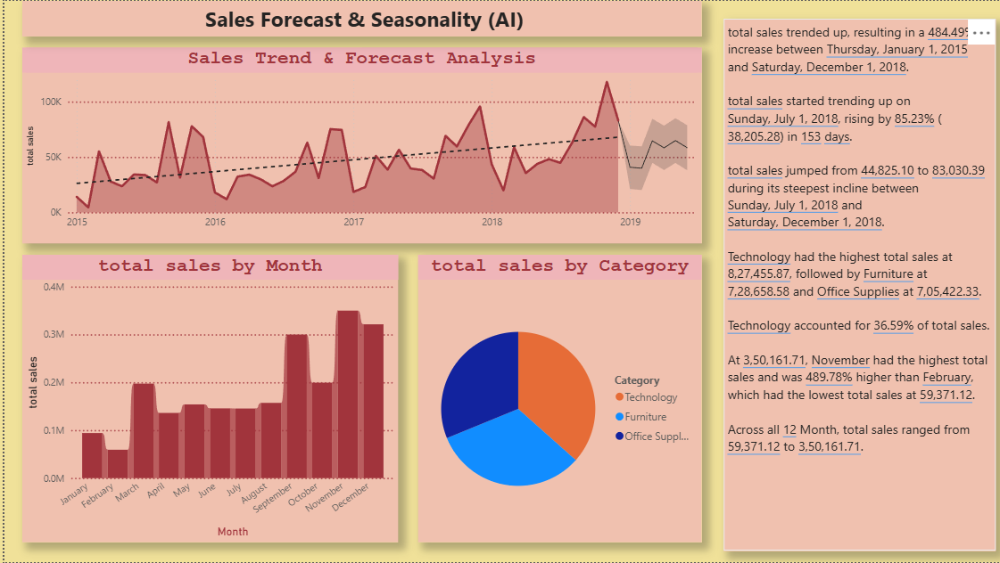 Sales Forecast & Seasonality (AI)
Sales Trend & Forecast Analysis
total sales
100K
50K
0K
2015
2016
2017
2018
2019
total sales by Month
total sales
0.4M
0.3M
0.2M
0.1M
0.0M
January
February
March
April
May
June
July
August
September
October
November
December
Month
total sales by Category
Category
Technology
Furniture
Office Suppl...
total sales trended up, resulting in a 484.49%
increase between Thursday, January 1, 2015
and Saturday, December 1, 2018.
total sales started trending up on
Sunday, July 1, 2018, rising by 85.23% (
38,205.28) in 153 days.
total sales jumped from 44,825.10 to 83,030.39
during its steepest incline between
Sunday, July 1, 2018 and
Saturday, December 1, 2018.
Technology had the highest total sales at
8,27,455.87, followed by Furniture at
7,28,658.58 and Office Supplies at 7,05,422.33.
Technology accounted for 36.59% of total sales.
At 3,50,161.71, November had the highest total
sales and was 489.78% higher than February,
which had the lowest total sales at 59,371.12.
Across all 12 Month, total sales ranged from
59,371.12 to 3,50,161.71.